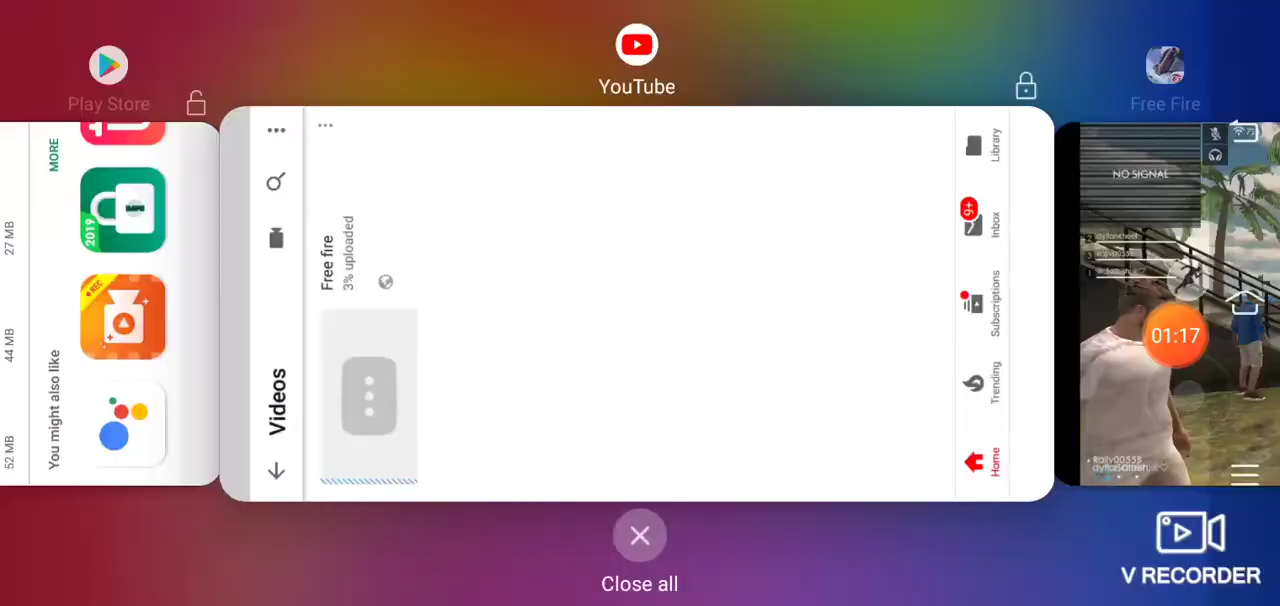 YouTube
Play Store
Free Fire
MORE
27 MB
44 MB
52 MB
You might also like
2019
REC
Videos
Free fire
3% uploaded
Library
9+
Inbox
Subscriptions
Trending
Home
NO SIGNAL
01:17
Close all
V RECORDER